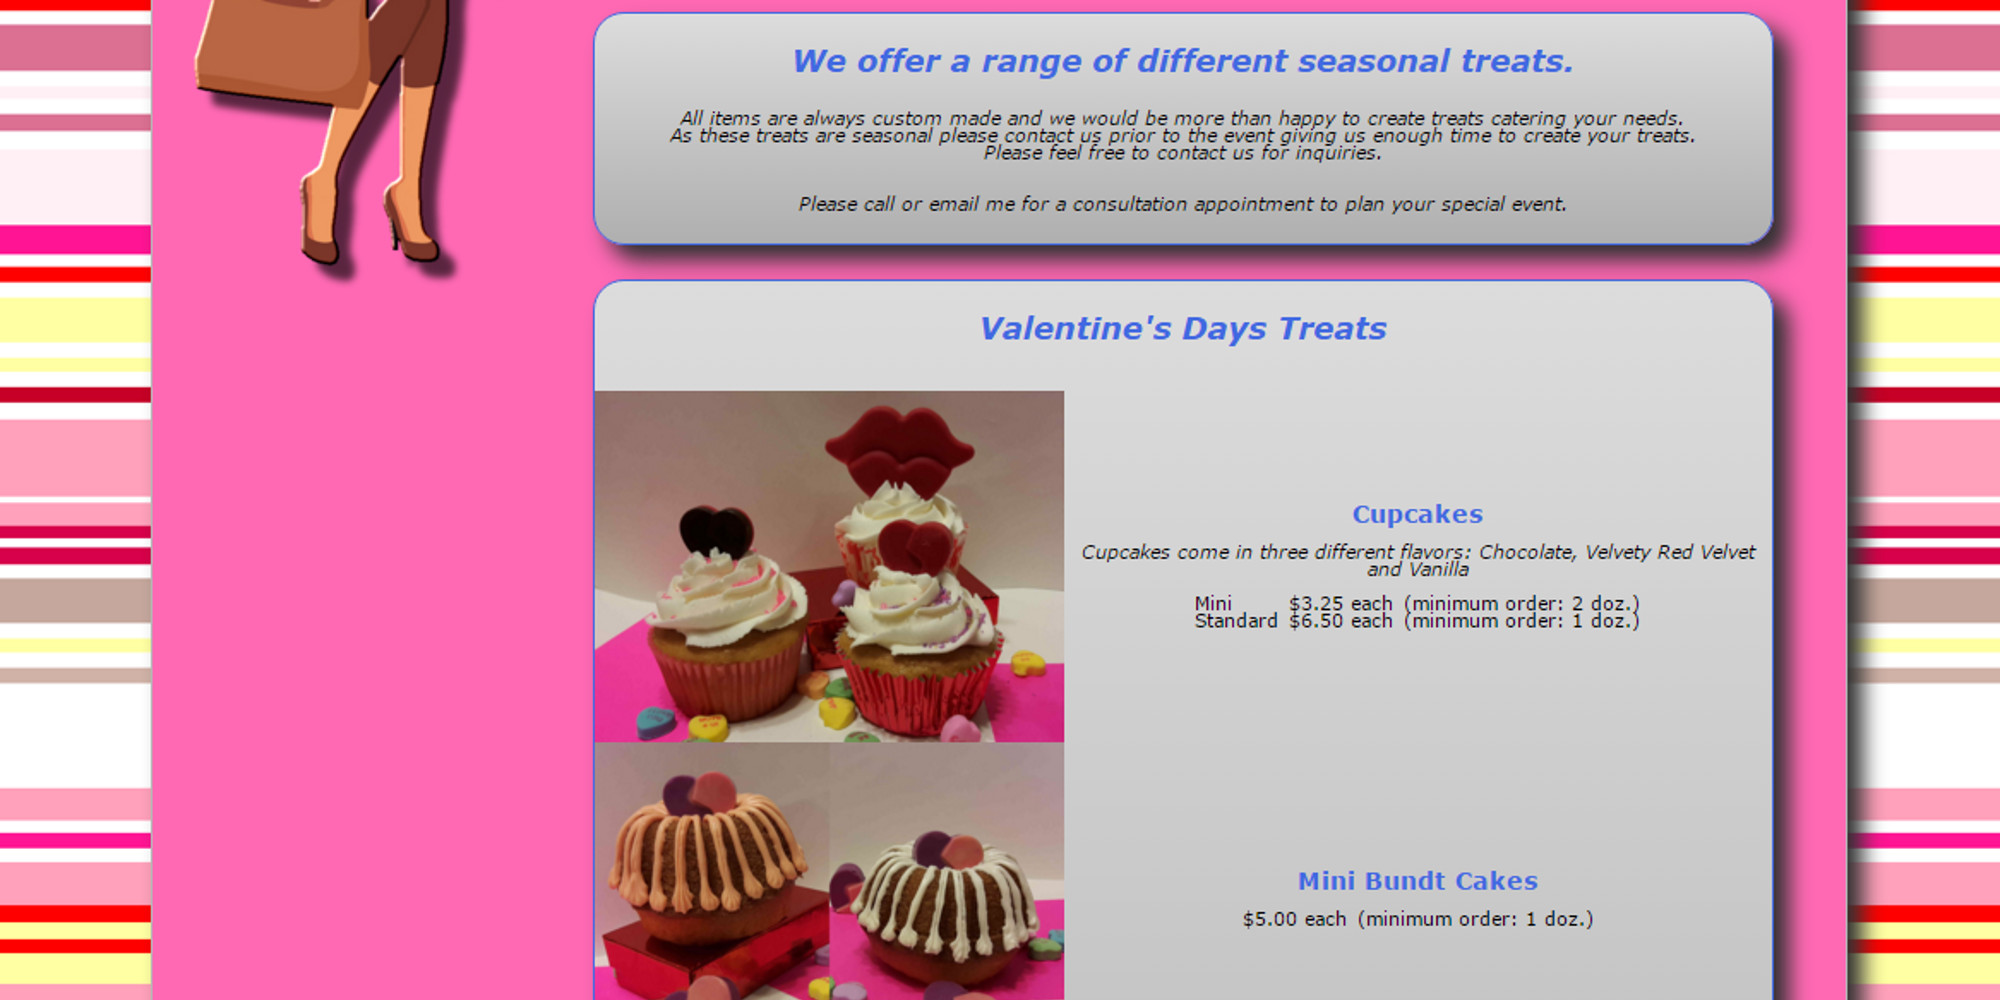 We offer a range of different seasonal treats.
All items are always custom made and we would be more than happy to create treats catering your needs.
As these treats are seasonal please contact us prior to the event giving us enough time to create your treats.
Please feel free to contact us for inquiries.
Please call or email me for a consultation appointment to plan your special event.
Valentine's Days Treats
Cupcakes
Cupcakes come in three different flavors: Chocolate, Velvety Red Velvet
and Vanilla
Mini $3.25 each (minimum order: 2 doz.)
Standard $6.50 each (minimum order: 1 doz.)
Mini Bundt Cakes
$5.00 each (minimum order: 1 doz.)